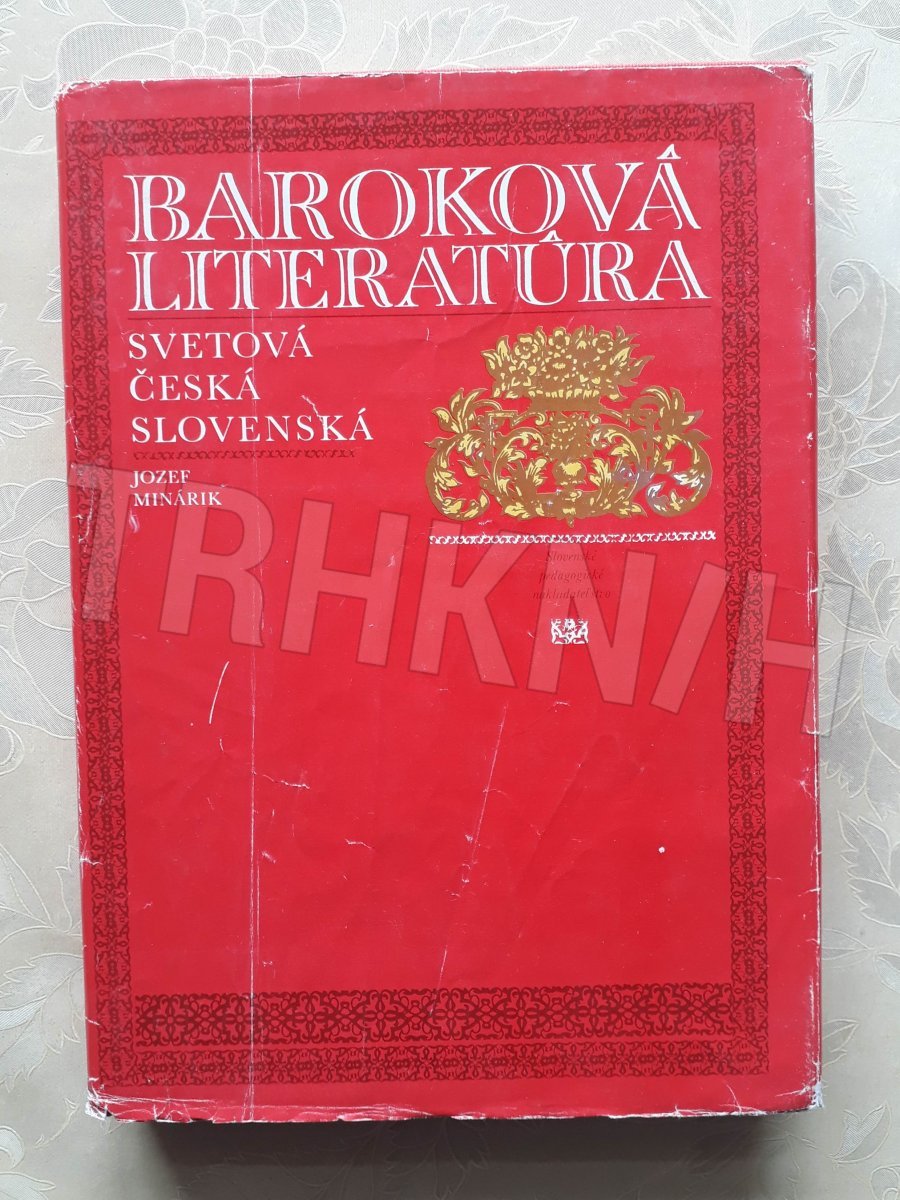 BAROKOVÁ
LITERATÚRA
SVETOVÁ
ČESKÁ
SLOVENSKÁ
JOZEF
MINÁRIK
Slovenské
pedagogické
nakladateľstvo
TRHKNIH